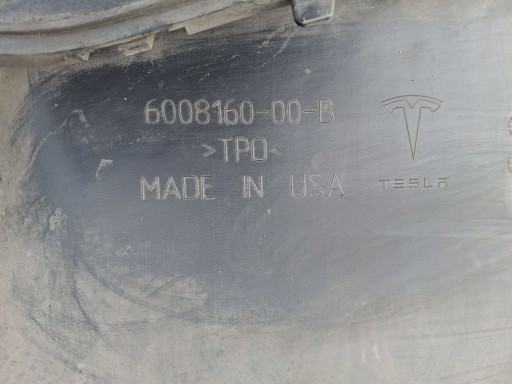 6008160-00-B
>TPO<
MADE IN USA
TESLA